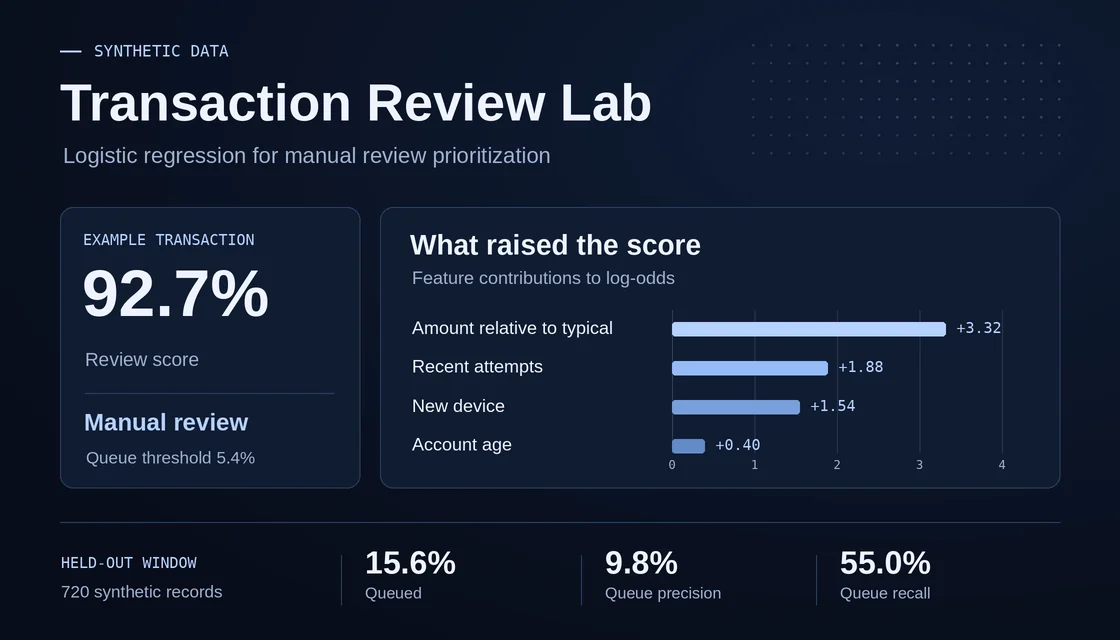 SYNTHETIC DATA
Transaction Review Lab
Logistic regression for manual review prioritization
EXAMPLE TRANSACTION
92.7%
Review score
Manual review
Queue threshold 5.4%
What raised the score
Feature contributions to log-odds
Amount relative to typical +3.32
Recent attempts +1.88
New device +1.54
Account age +0.40
0 1 2 3 4
HELD-OUT WINDOW
720 synthetic records
15.6%
Queued
9.8%
Queue precision
55.0%
Queue recall